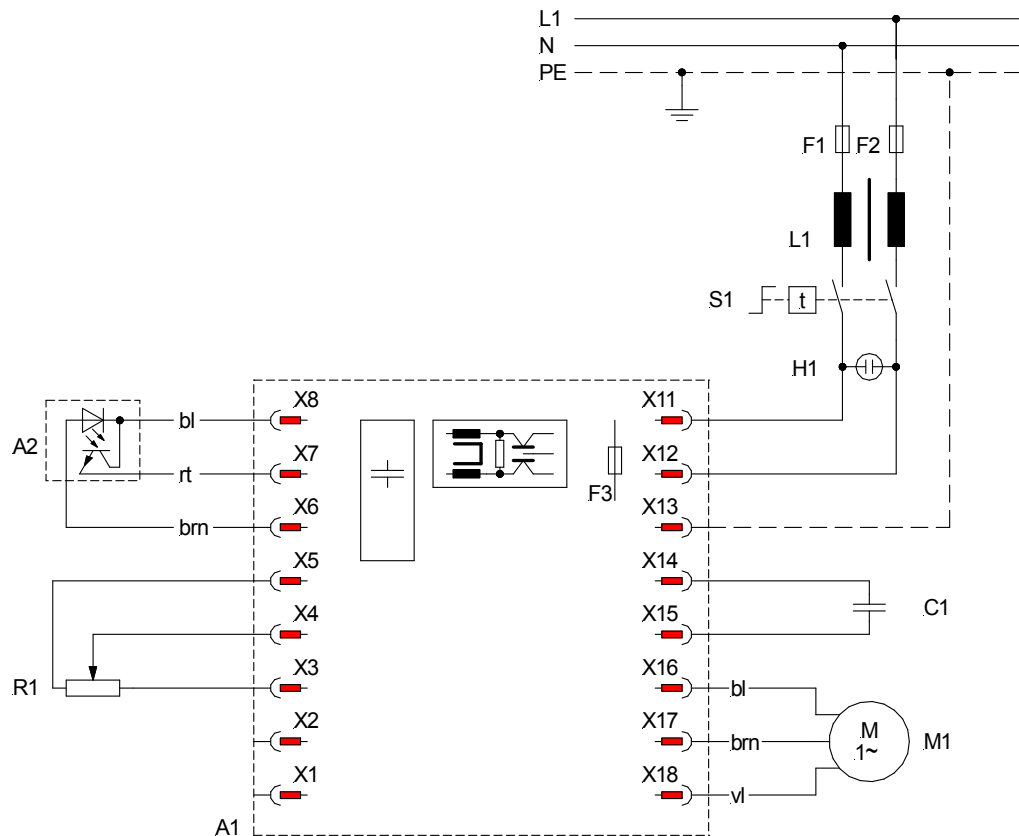 L1
N
PE
F1 F2
L1
S1 t
H1
X8 X11
A2 bl
X7 X12
rt F3
X6 X13
brn
X5 X14
X4 X15 C1
X3 X16
R1 bl
X2 X17 M
brn 1~ M1
X1 X18
vl
A1